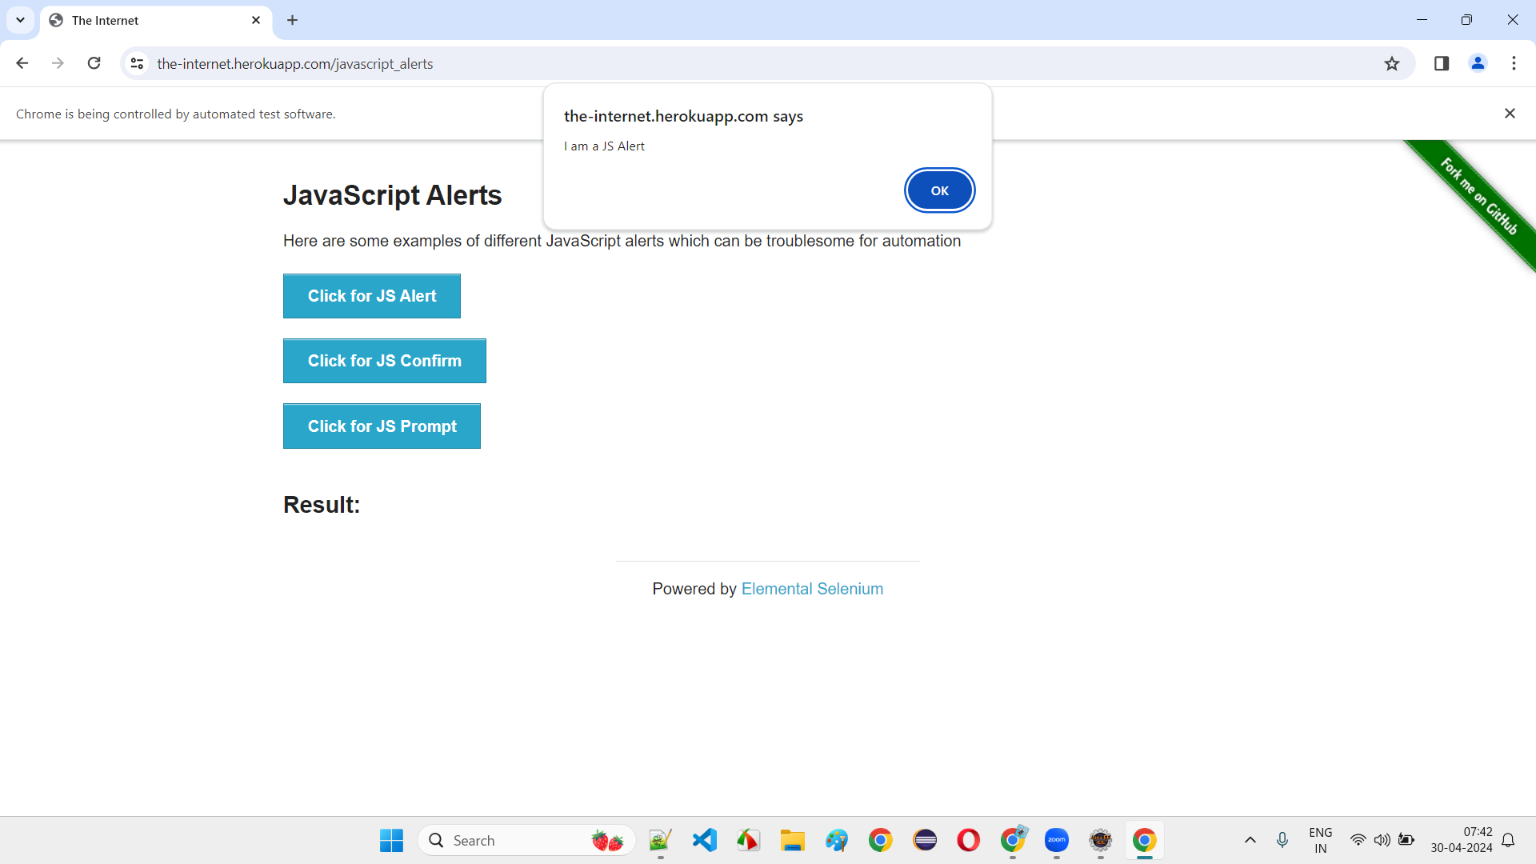 The Internet
the-internet.herokuapp.com/javascript_alerts
Chrome is being controlled by automated test software.
the-internet.herokuapp.com says
I am a JS Alert
OK
Fork me on GitHub
JavaScript Alerts
Here are some examples of different JavaScript alerts which can be troublesome for automation
Click for JS Alert
Click for JS Confirm
Click for JS Prompt
Result:
Powered by Elemental Selenium
Search
zoom
ENG
IN
07:42
30-04-2024